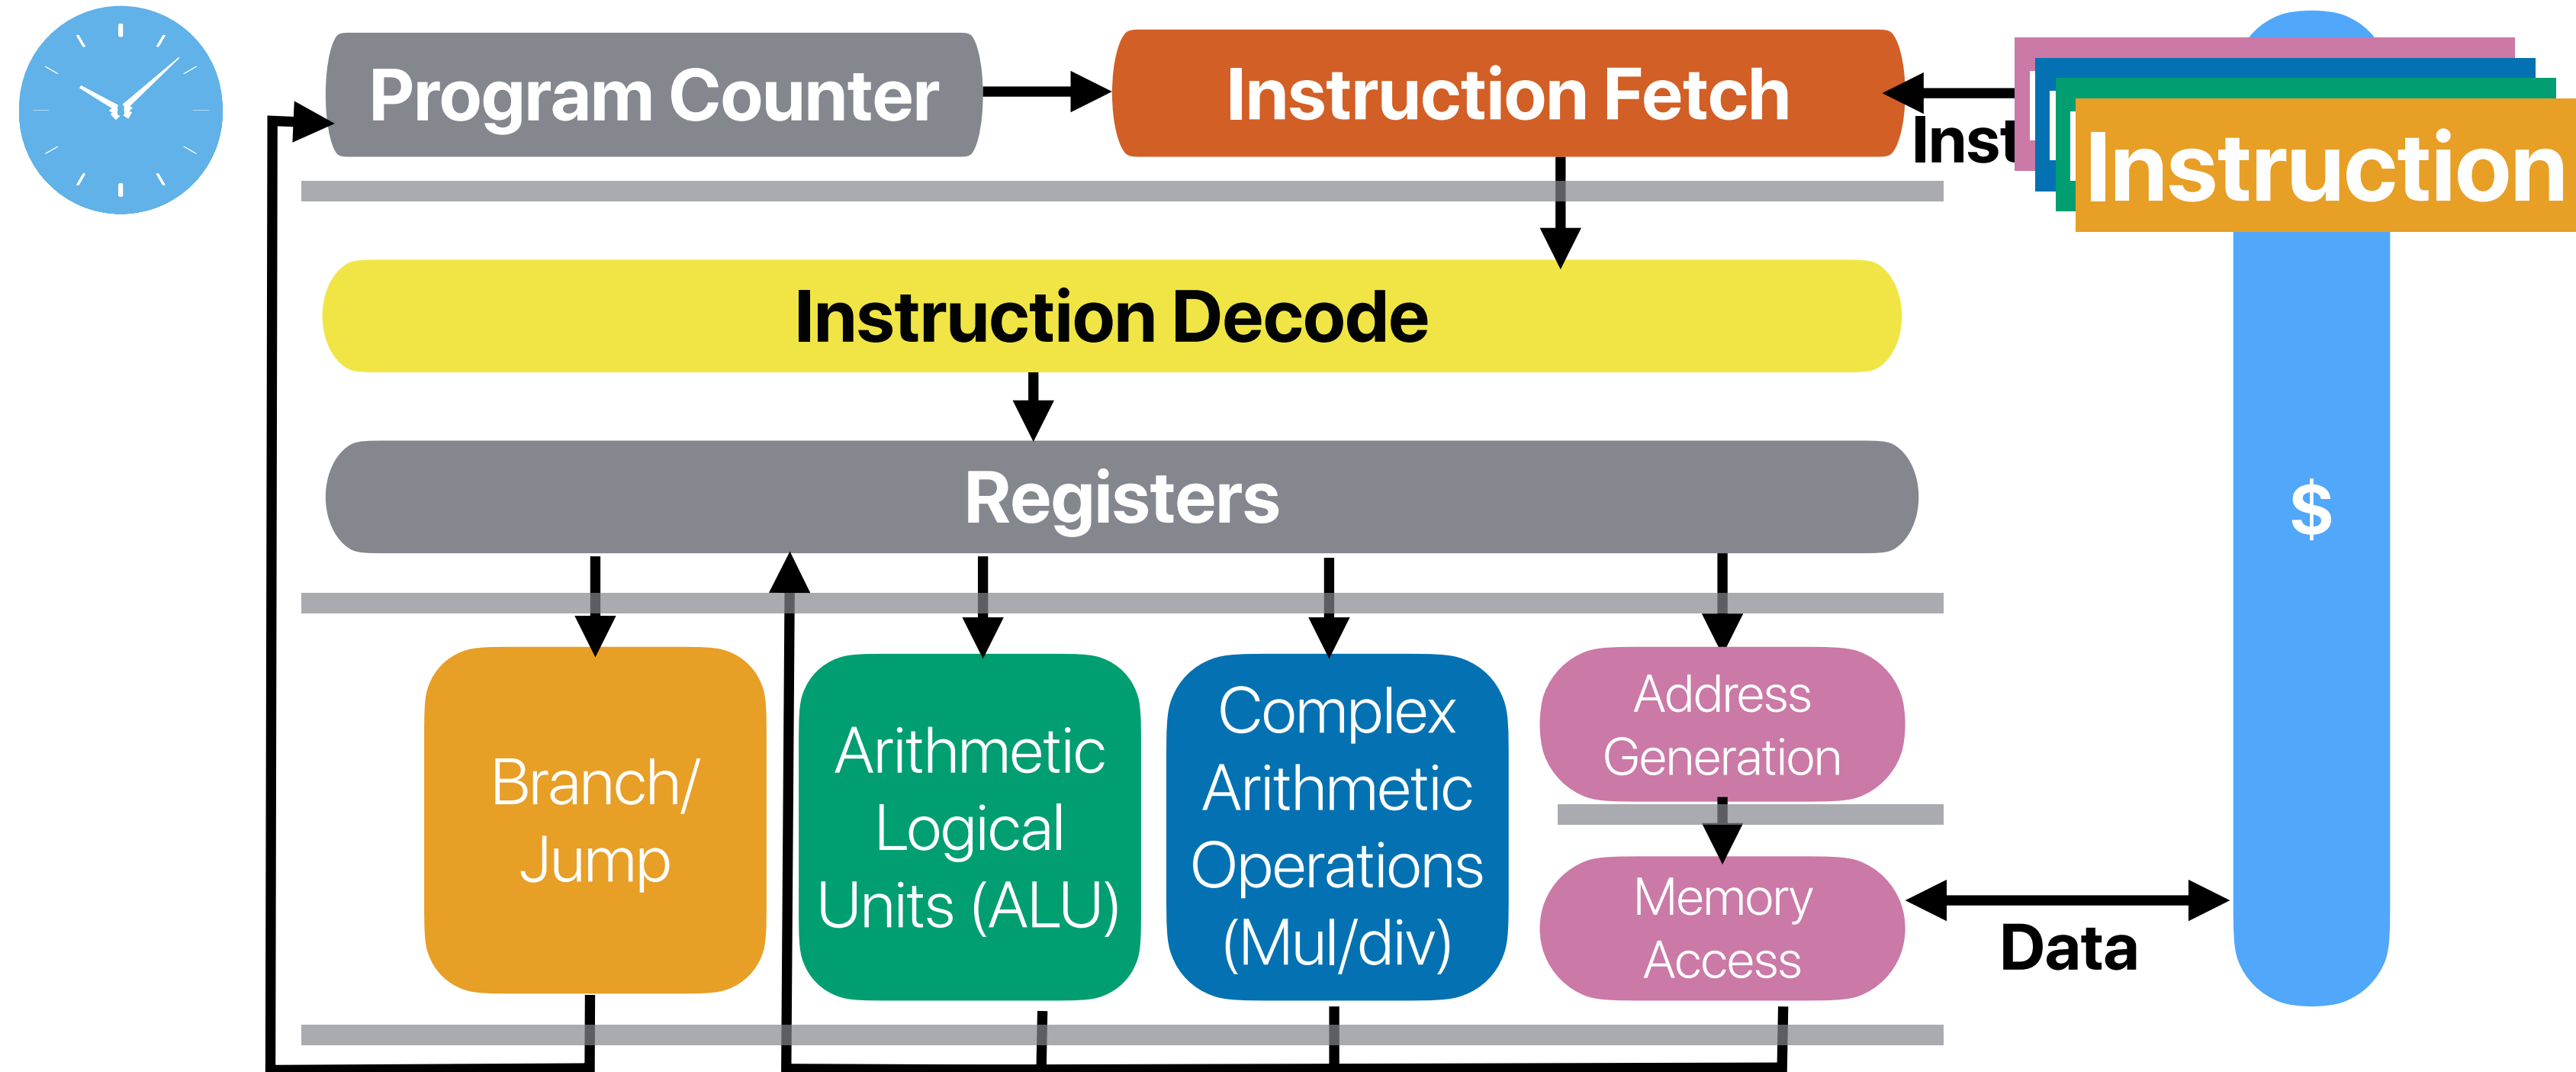 Program Counter
Instruction Fetch
Inst
Instruction
Instruction Decode
Registers
$
Branch/
Jump
Arithmetic
Logical
Units (ALU)
Complex
Arithmetic
Operations
(Mul/div)
Address
Generation
Memory
Access
Data